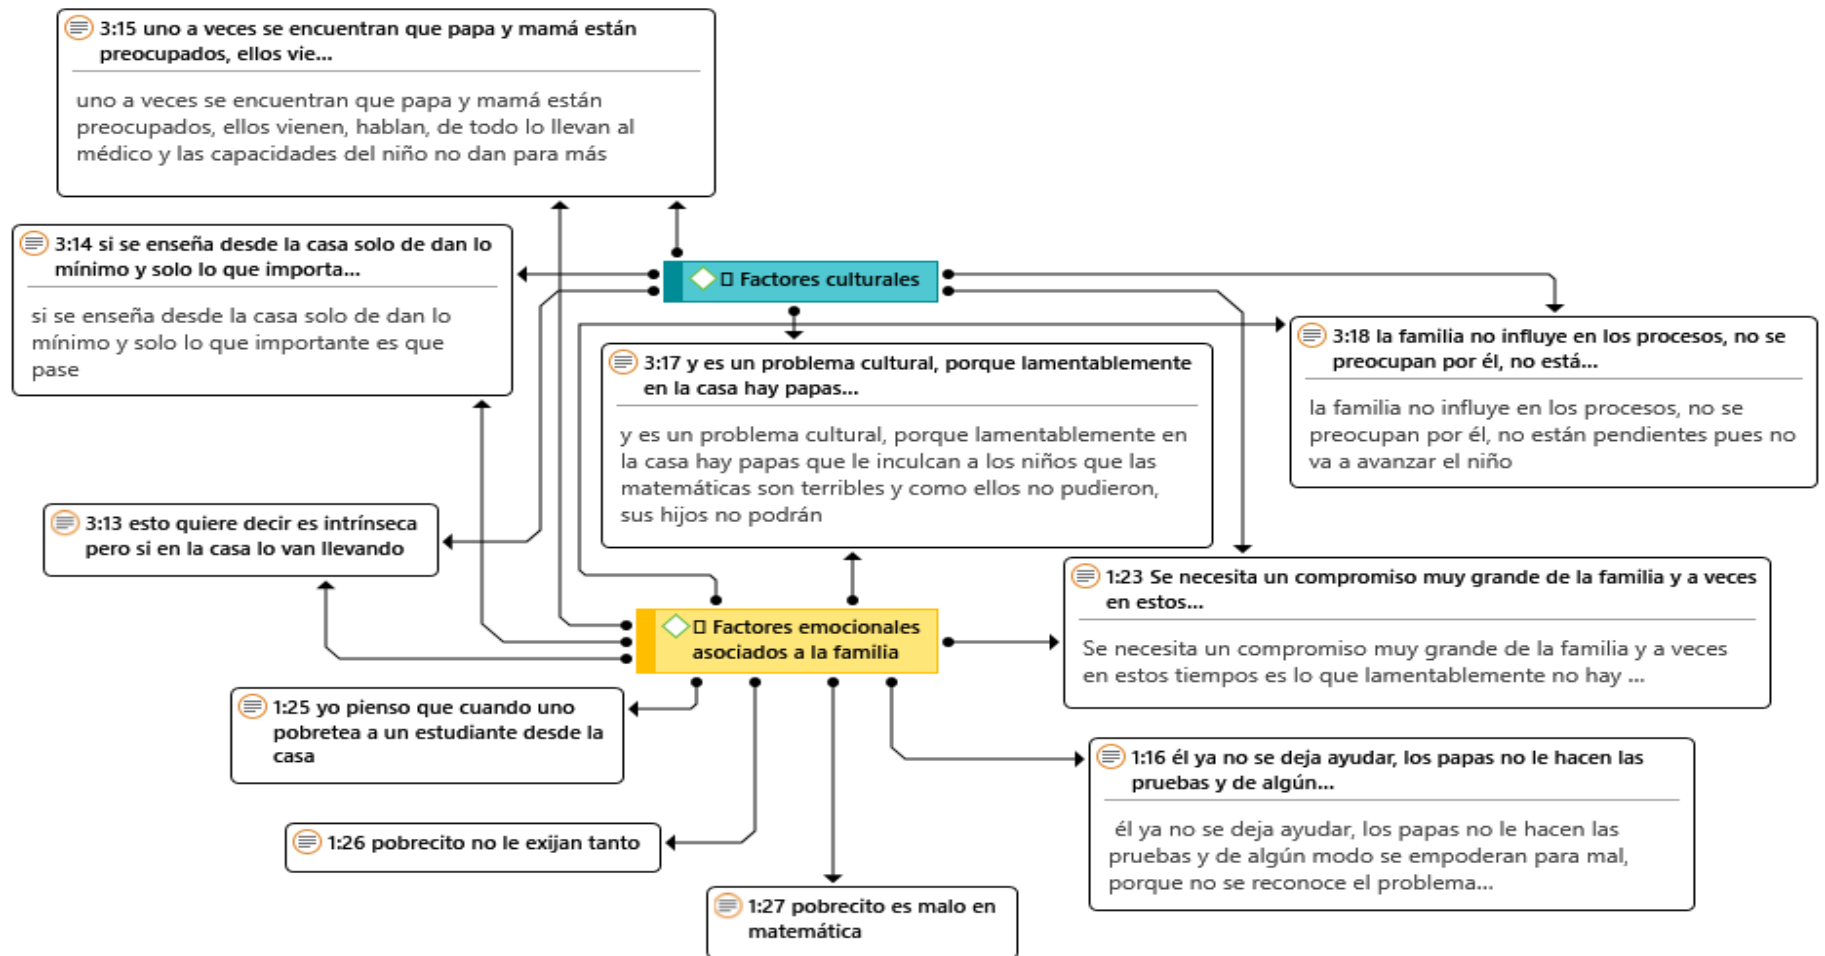 3:15 uno a veces se encuentran que papa y mamá están
preocupados, ellos vie...
uno a veces se encuentran que papa y mamá están
preocupados, ellos vienen, hablan, de todo lo llevan al
médico y las capacidades del niño no dan para más
3:14 si se enseña desde la casa solo de dan lo
mínimo y solo lo que importa...
si se enseña desde la casa solo de dan lo
mínimo y solo lo que importante es que
pase
Factores culturales
3:17 y es un problema cultural, porque lamentablemente
en la casa hay papas...
y es un problema cultural, porque lamentablemente en
la casa hay papas que le inculcan a los niños que las
matemáticas son terribles y como ellos no pudieron,
sus hijos no podrán
3:18 la familia no influye en los procesos, no se
preocupan por él, no está...
la familia no influye en los procesos, no se
preocupan por él, no están pendientes pues no
va a avanzar el niño
3:13 esto quiere decir es intrínseca
pero si en la casa lo van llevando
1:23 Se necesita un compromiso muy grande de la familia y a veces
en estos...
Se necesita un compromiso muy grande de la familia y a veces
en estos tiempos es lo que lamentablemente no hay ...
Factores emocionales
asociados a la familia
1:25 yo pienso que cuando uno
pobretea a un estudiante desde la
casa
1:16 él ya no se deja ayudar, los papas no le hacen las
pruebas y de algún...
él ya no se deja ayudar, los papas no le hacen las
pruebas y de algún modo se empoderan para mal,
porque no se reconoce el problema...
1:26 pobrecito no le exijan tanto
1:27 pobrecito es malo en
matemática